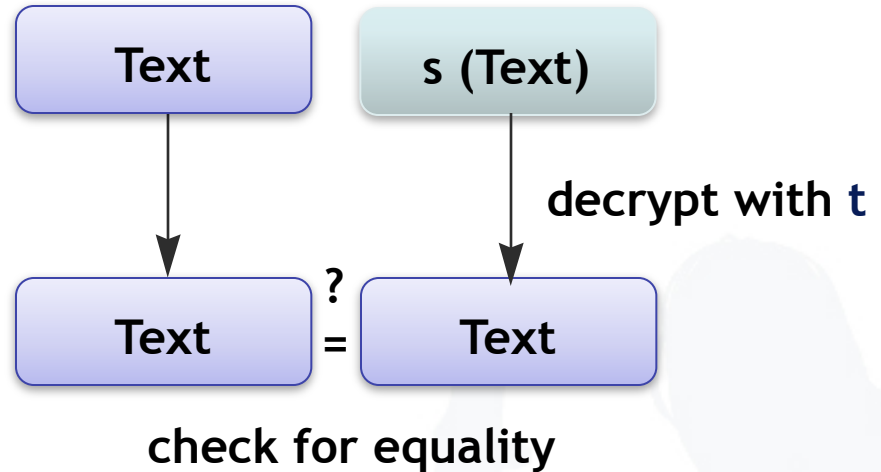 Text
s (Text)
decrypt with t
Text
?
=
Text
check for equality